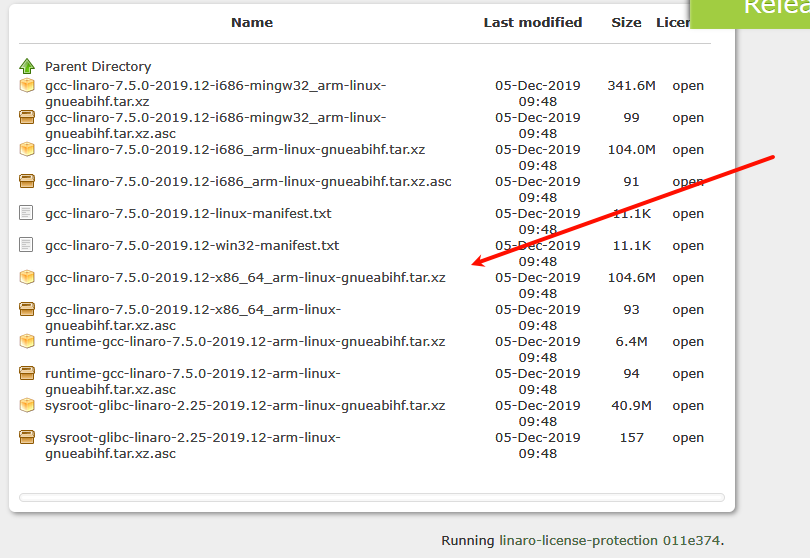 Relea
Name Last modified Size Licen
Parent Directory
gcc-linaro-7.5.0-2019.12-i686-mingw32_arm-linux- 05-Dec-2019 341.6M open
gnueabihf.tar.xz 09:48
gcc-linaro-7.5.0-2019.12-i686-mingw32_arm-linux- 05-Dec-2019 99 open
gnueabihf.tar.xz.asc 09:48
gcc-linaro-7.5.0-2019.12-i686_arm-linux-gnueabihf.tar.xz 05-Dec-2019 104.0M open
09:48
gcc-linaro-7.5.0-2019.12-i686_arm-linux-gnueabihf.tar.xz.asc 05-Dec-2019 91 open
09:48
gcc-linaro-7.5.0-2019.12-linux-manifest.txt 05-Dec-2019 11.1K open
09:48
gcc-linaro-7.5.0-2019.12-win32-manifest.txt 05-Dec-2019 11.1K open
09:48
gcc-linaro-7.5.0-2019.12-x86_64_arm-linux-gnueabihf.tar.xz 05-Dec-2019 104.6M open
09:48
gcc-linaro-7.5.0-2019.12-x86_64_arm-linux- 05-Dec-2019 93 open
gnueabihf.tar.xz.asc 09:48
runtime-gcc-linaro-7.5.0-2019.12-arm-linux-gnueabihf.tar.xz 05-Dec-2019 6.4M open
09:48
runtime-gcc-linaro-7.5.0-2019.12-arm-linux- 05-Dec-2019 94 open
gnueabihf.tar.xz.asc 09:48
sysroot-glibc-linaro-2.25-2019.12-arm-linux-gnueabihf.tar.xz 05-Dec-2019 40.9M open
09:48
sysroot-glibc-linaro-2.25-2019.12-arm-linux- 05-Dec-2019 157 open
gnueabihf.tar.xz.asc 09:48
Running linaro-license-protection 011e374.